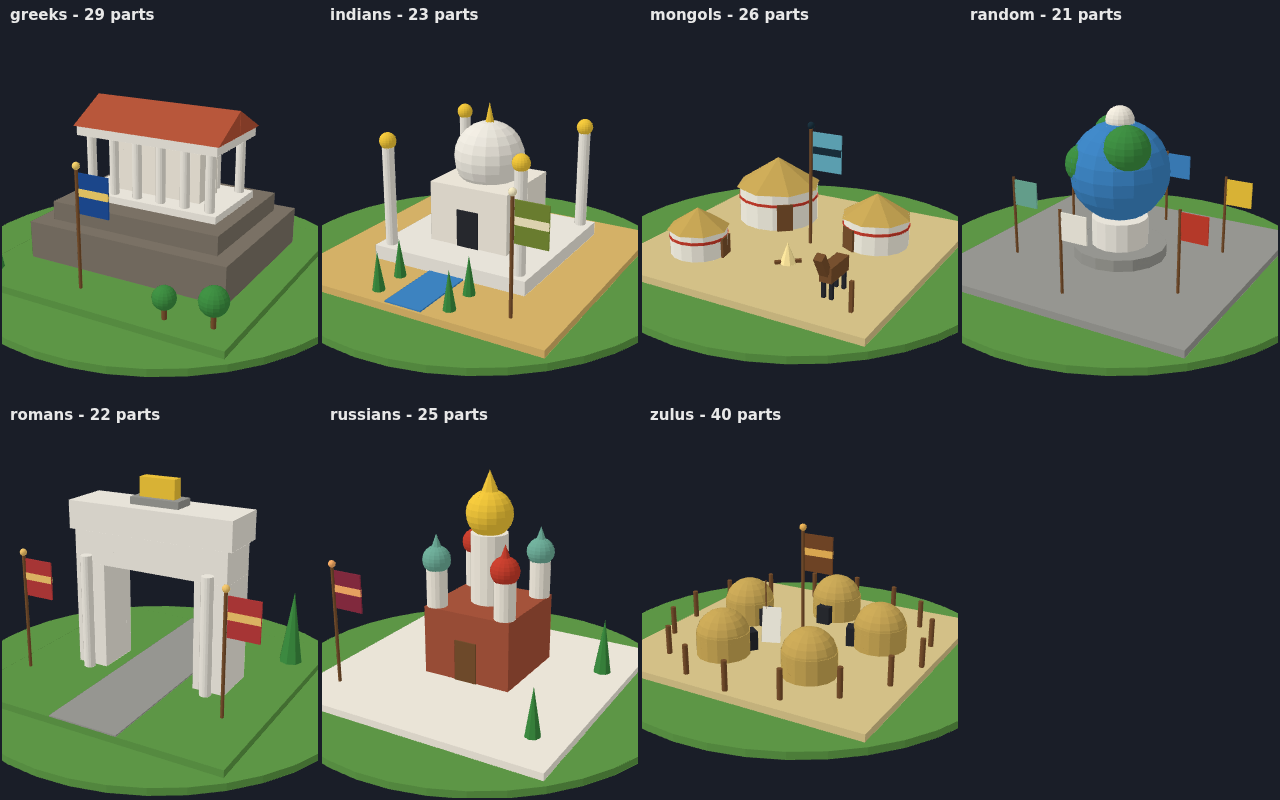 greeks - 29 parts
indians - 23 parts
mongols - 26 parts
random - 21 parts
romans - 22 parts
russians - 25 parts
zulus - 40 parts